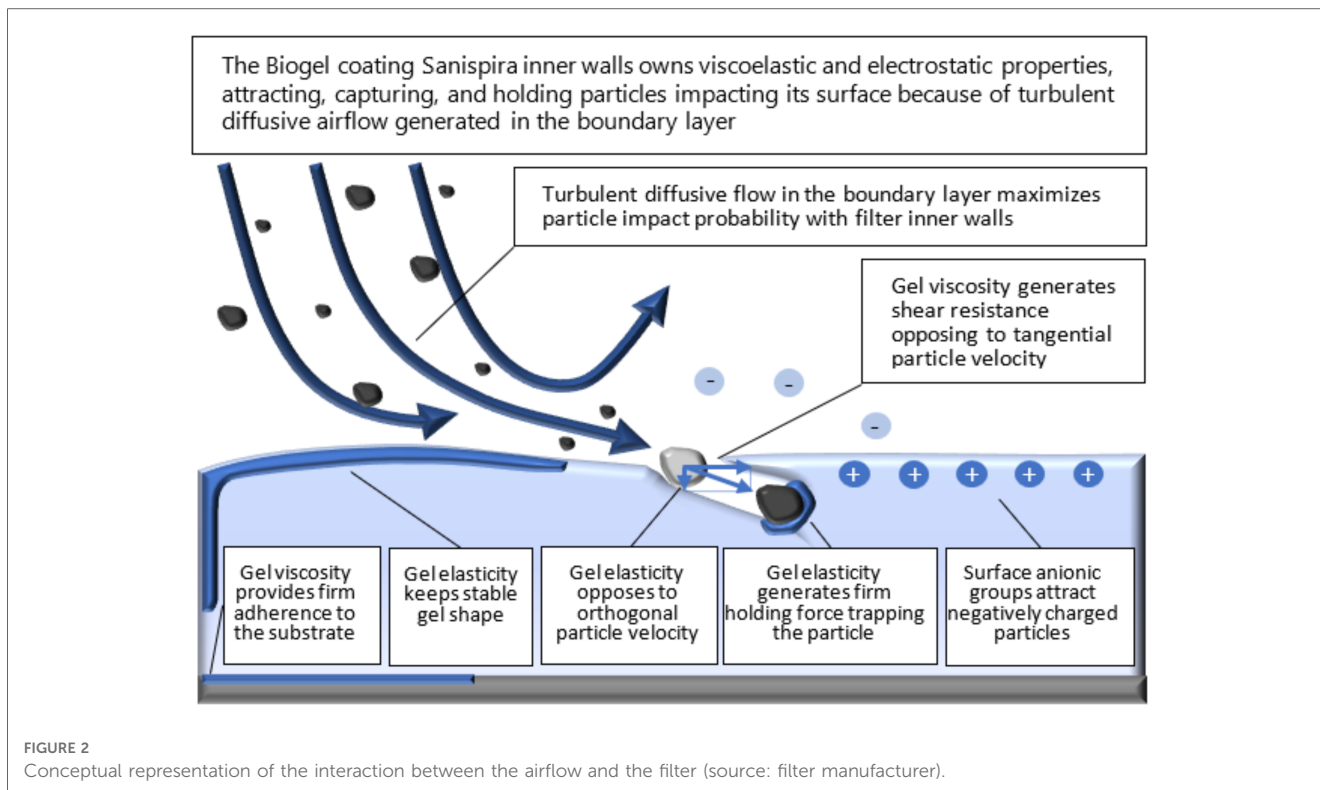 The Biogel coating Sanispira inner walls owns viscoelastic and electrostatic properties,
attracting, capturing, and holding particles impacting its surface because of turbulent
diffusive airflow generated in the boundary layer
Turbulent diffusive flow in the boundary layer maximizes
particle impact probability with filter inner walls
Gel viscosity generates
shear resistance
opposing to tangential
particle velocity
-
-
-
+
+
+
+
+
Gel viscosity
provides firm
adherence to
the substrate
Gel elasticity
keeps stable
gel shape
Gel elasticity
opposes to
orthogonal
particle velocity
Gel elasticity
generates firm
holding force trapping
the particle
Surface anionic
groups attract
negatively charged
particles
FIGURE 2
Conceptual representation of the interaction between the airflow and the filter (source: filter manufacturer).